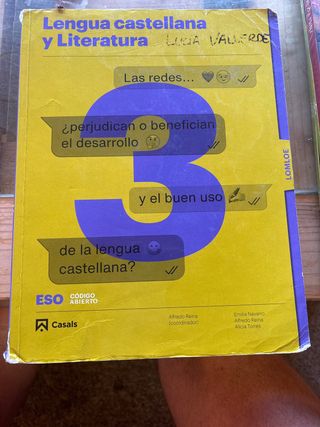 Lengua castellana
y Literatura
LUCIA VALVERDE
Las redes...
¿perjudican o benefician
el desarrollo
3
y el buen uso
LOMLOE
de la lengua
castellana?
ESO CÓDIGO ABIERTO
Casals
Alfredo Reina
(coordinador)
Emilia Navarro
Alfredo Reina
Alicia Torres